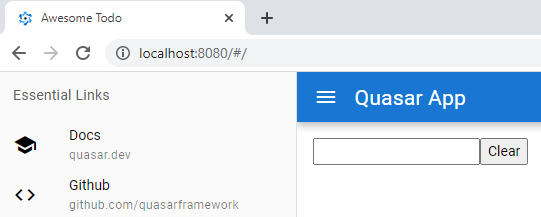 Awesome Todo
localhost:8080/#/
Essential Links
Quasar App
Docs
quasar.dev
Clear
Github
github.com/quasarframework